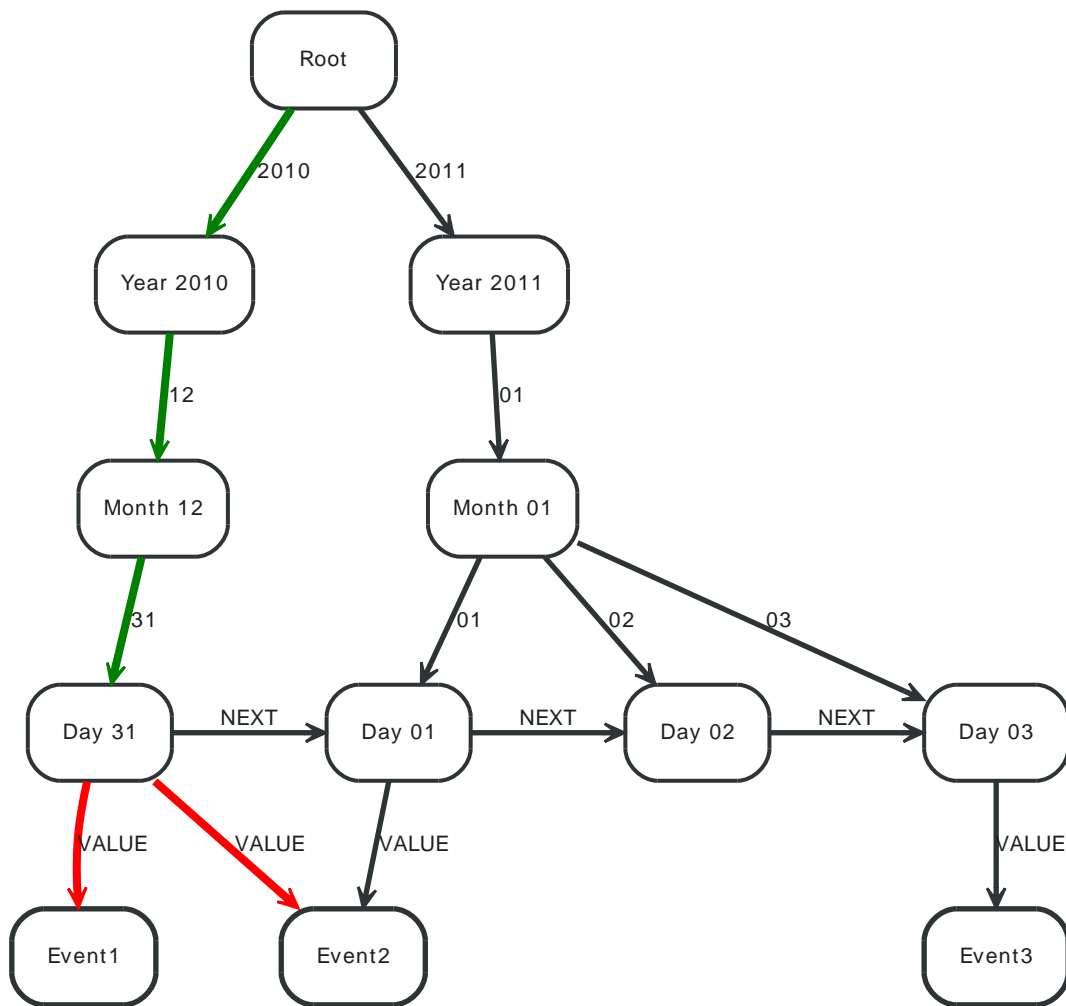 Root
2010
2011
Year 2010
Year 2011
12
01
Month 12
Month 01
31
01
02
03
Day 31
NEXT
Day 01
NEXT
Day 02
NEXT
Day 03
VALUE
VALUE
VALUE
VALUE
Event1
Event2
Event3